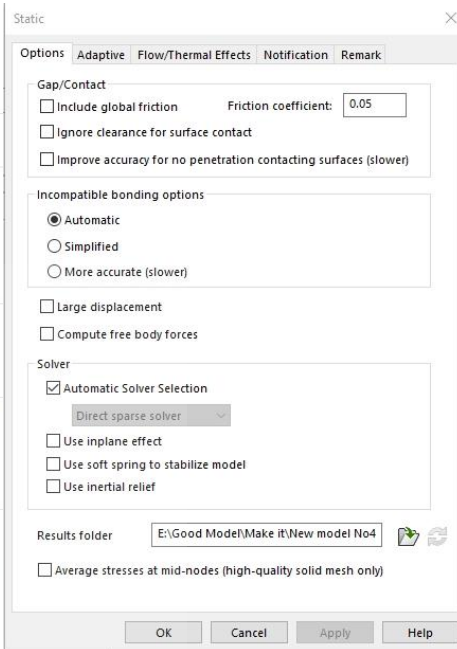 Static
Options Adaptive Flow/Thermal Effects Notification Remark
Gap/Contact
Include global friction Friction coefficient: 0.05
Ignore clearance for surface contact
Improve accuracy for no penetration contacting surfaces (slower)
Incompatible bonding options
Automatic
Simplified
More accurate (slower)
Large displacement
Compute free body forces
Solver
Automatic Solver Selection
Direct sparse solver
Use inplane effect
Use soft spring to stabilize model
Use inertial relief
Results folder E:\Good Model\Make it\New model No4
Average stresses at mid-nodes (high-quality solid mesh only)
OK Cancel Apply Help